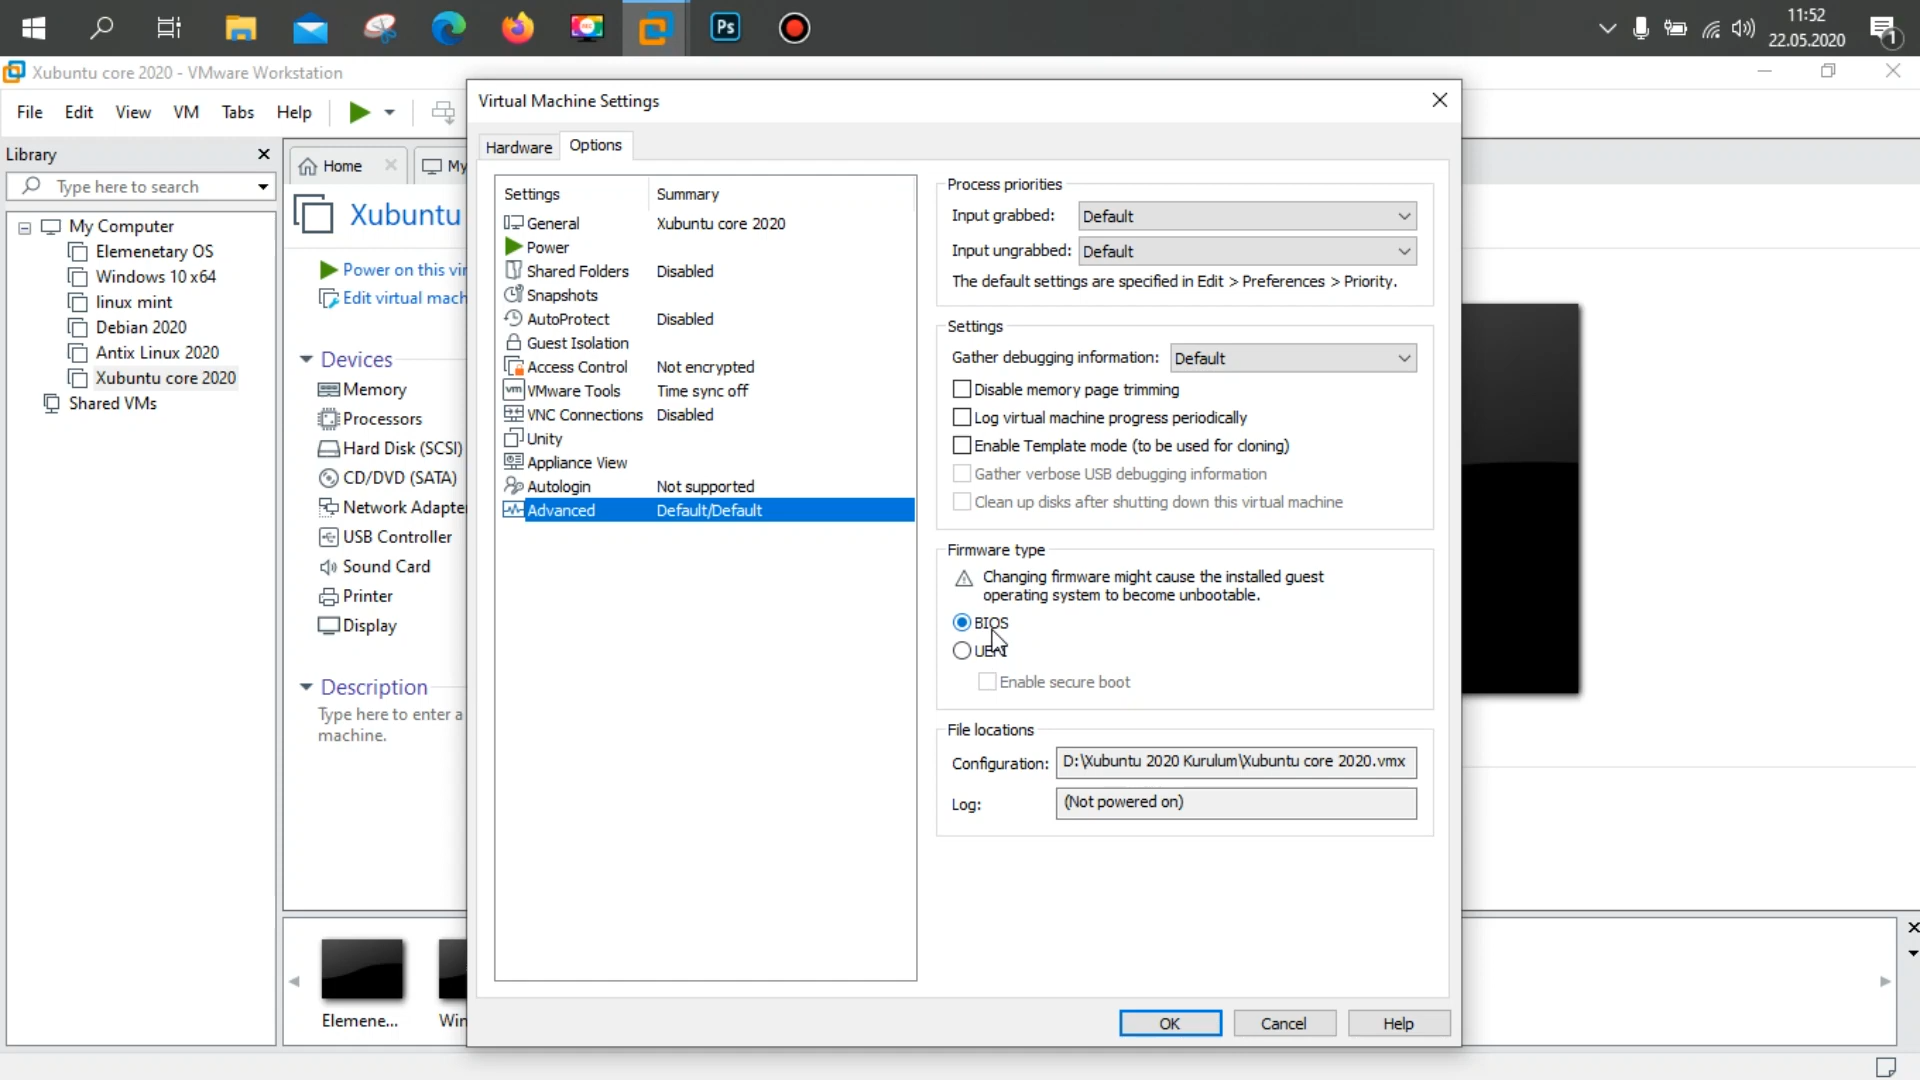 Ps
11:52
22.05.2020
1
Xubuntu core 2020 - VMware Workstation
File
Edit
View
VM
Tabs
Help
Library
Type here to search
My Computer
Elemenetary OS
Windows 10 x64
linux mint
Debian 2020
Antix Linux 2020
Xubuntu core 2020
Shared VMs
Home
My
Xubuntu
Power on this vi
Edit virtual mach
Devices
Memory
Processors
Hard Disk (SCSI)
CD/DVD (SATA)
Network Adapte
USB Controller
Sound Card
Printer
Display
Description
Type here to enter a
machine.
Elemene...
Win
Virtual Machine Settings
Hardware
Options
Settings Summary
General Xubuntu core 2020
Power
Shared Folders Disabled
Snapshots
AutoProtect Disabled
Guest Isolation
Access Control Not encrypted
vm VMware Tools Time sync off
VNC Connections Disabled
Unity
Appliance View
Autologin Not supported
Advanced Default/Default
Process priorities
Input grabbed: Default
Input ungrabbed: Default
The default settings are specified in Edit > Preferences > Priority.
Settings
Gather debugging information: Default
Disable memory page trimming
Log virtual machine progress periodically
Enable Template mode (to be used for cloning)
Gather verbose USB debugging information
Clean up disks after shutting down this virtual machine
Firmware type
Changing firmware might cause the installed guest
operating system to become unbootable.
BIOS
UEFI
Enable secure boot
File locations
Configuration: D:\Xubuntu 2020 Kurulum\Xubuntu core 2020.vmx
Log: (Not powered on)
OK
Cancel
Help